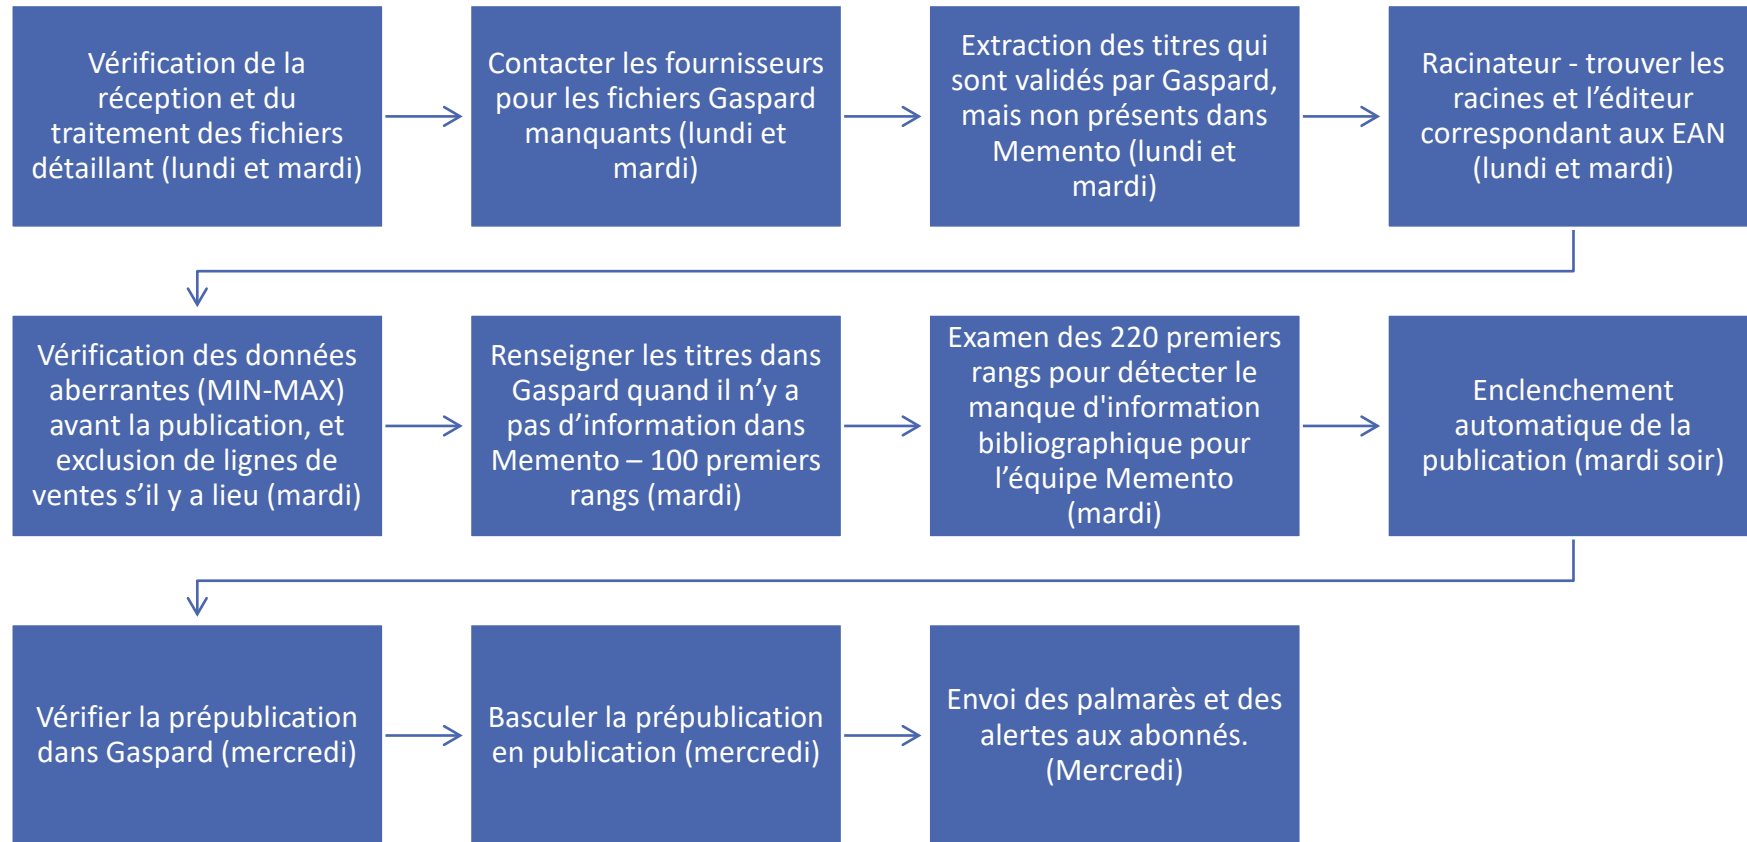 Vérification de la
réception et du
traitement des fichiers
détaillant (lundi et mardi)
Contacter les fournisseurs
pour les fichiers Gaspard
manquants (lundi et
mardi)
Extraction des titres qui
sont validés par Gaspard,
mais non présents dans
Memento (lundi et
mardi)
Racinateur - trouver les
racines et l’éditeur
correspondant aux EAN
(lundi et mardi)
Vérification des données
aberrantes (MIN-MAX)
avant la publication, et
exclusion de lignes de
ventes s’il y a lieu (mardi)
Renseigner les titres dans
Gaspard quand il n’y a
pas d’information dans
Memento – 100 premiers
rangs (mardi)
Examen des 220 premiers
rangs pour détecter le
manque d'information
bibliographique pour
l’équipe Memento
(mardi)
Enclenchement
automatique de la
publication (mardi soir)
Vérifier la prépublication
dans Gaspard (mercredi)
Basculer la prépublication
en publication (mercredi)
Envoi des palmarès et des
alertes aux abonnés.
(Mercredi)